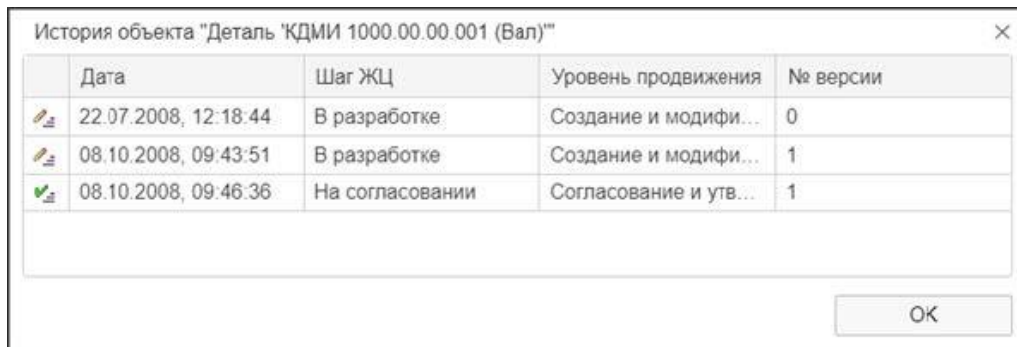 История объекта "Деталь 'КДМИ 1000.00.00.001 (Вал)'"
Дата Шаг ЖЦ Уровень продвижения № версии
22.07.2008, 12:18:44 В разработке Создание и модифи... 0
08.10.2008, 09:43:51 В разработке Создание и модифи... 1
08.10.2008, 09:46:36 На согласовании Согласование и утв... 1
OK